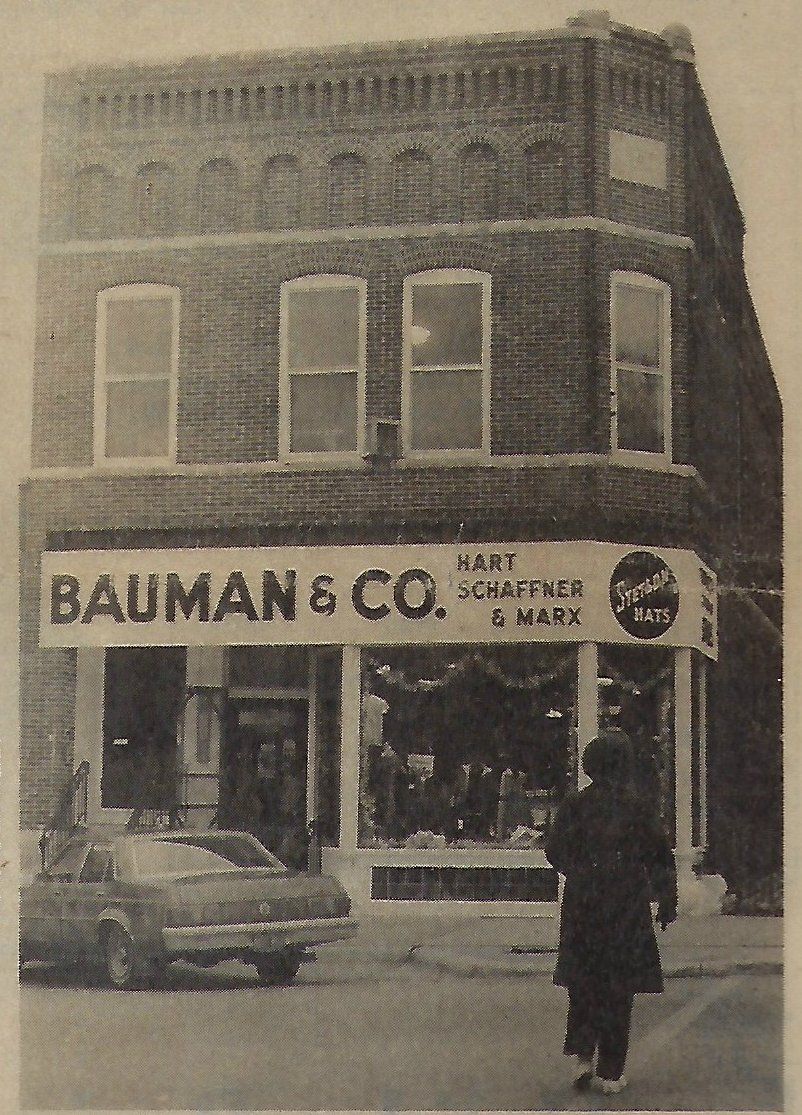 BAUMAN & CO.
HART
SCHAFFNER
& MARX
STETSON
HATS